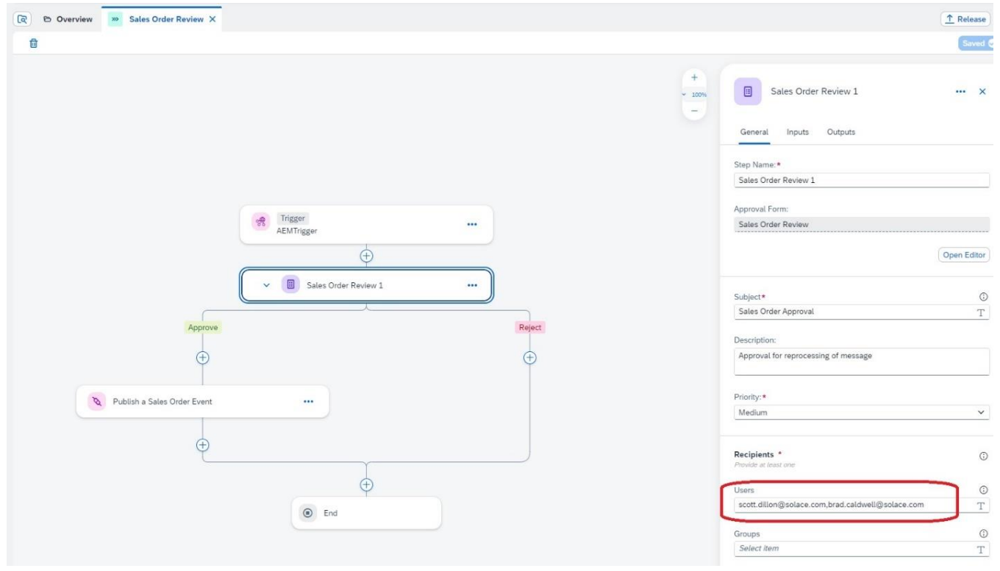 Overview
Sales Order Review
Release
Saved
100%
Trigger
AEMTrigger
Sales Order Review 1
Approve
Reject
Publish a Sales Order Event
End
Sales Order Review 1
General Inputs Outputs
Step Name:*
Sales Order Review 1
Approval Form:
Sales Order Review
Open Editor
Subject*
Sales Order Approval
Description:
Approval for reprocessing of message
Priority:*
Medium
Recipients *
Provide at least one
Users
scott.dillon@solace.com,brad.caldwell@solace.com
Groups
Select item